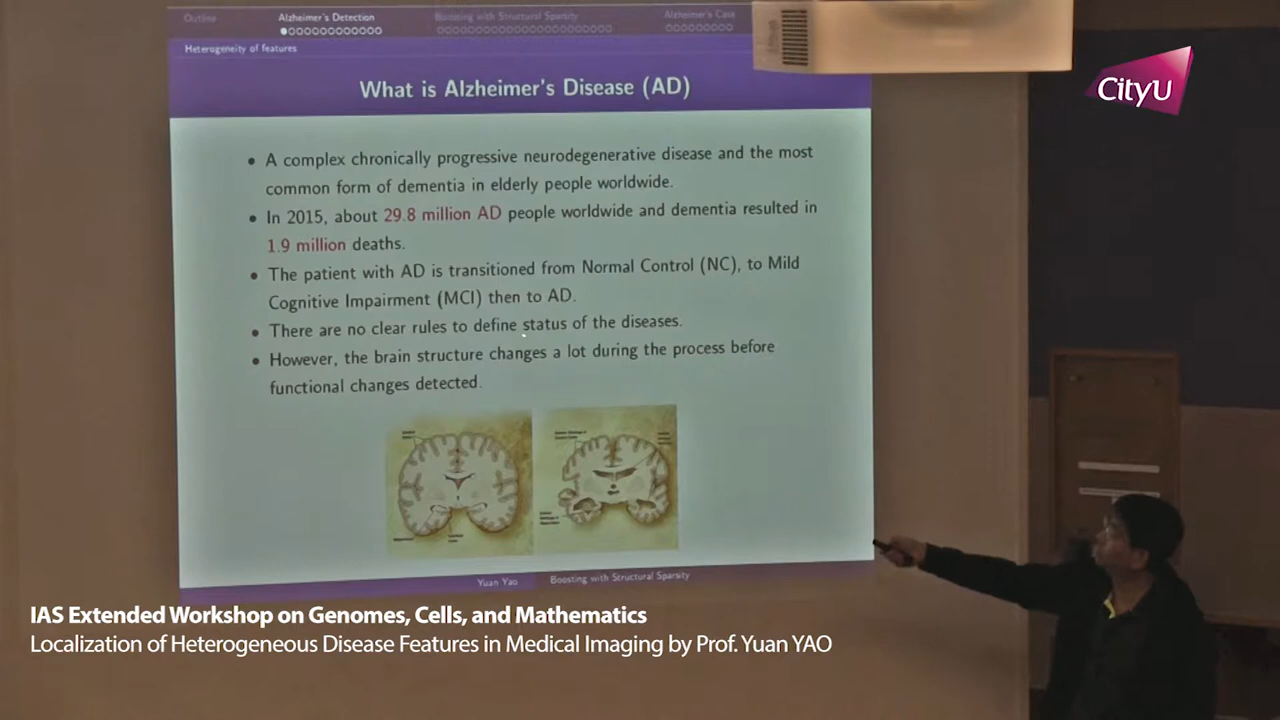 Outline
Alzheimer's Detection
Boosting with Structural Sparsity
Alzheimer's Case
Heterogeneity of features
What is Alzheimer's Disease (AD)
CityU
• A complex chronically progressive neurodegenerative disease and the most
common form of dementia in elderly people worldwide.
• In 2015, about 29.8 million AD people worldwide and dementia resulted in
1.9 million deaths.
• The patient with AD is transitioned from Normal Control (NC), to Mild
Cognitive Impairment (MCI) then to AD.
• There are no clear rules to define status of the diseases.
• However, the brain structure changes a lot during the process before
functional changes detected.
Yuan Yao
Boosting with Structural Sparsity
IAS Extended Workshop on Genomes, Cells, and Mathematics
Localization of Heterogeneous Disease Features in Medical Imaging by Prof. Yuan YAO